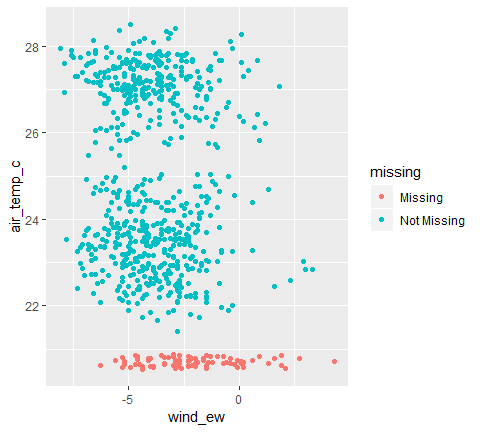 28
26
24
22
air_temp_c
-5
0
wind_ew
missing
Missing
Not Missing